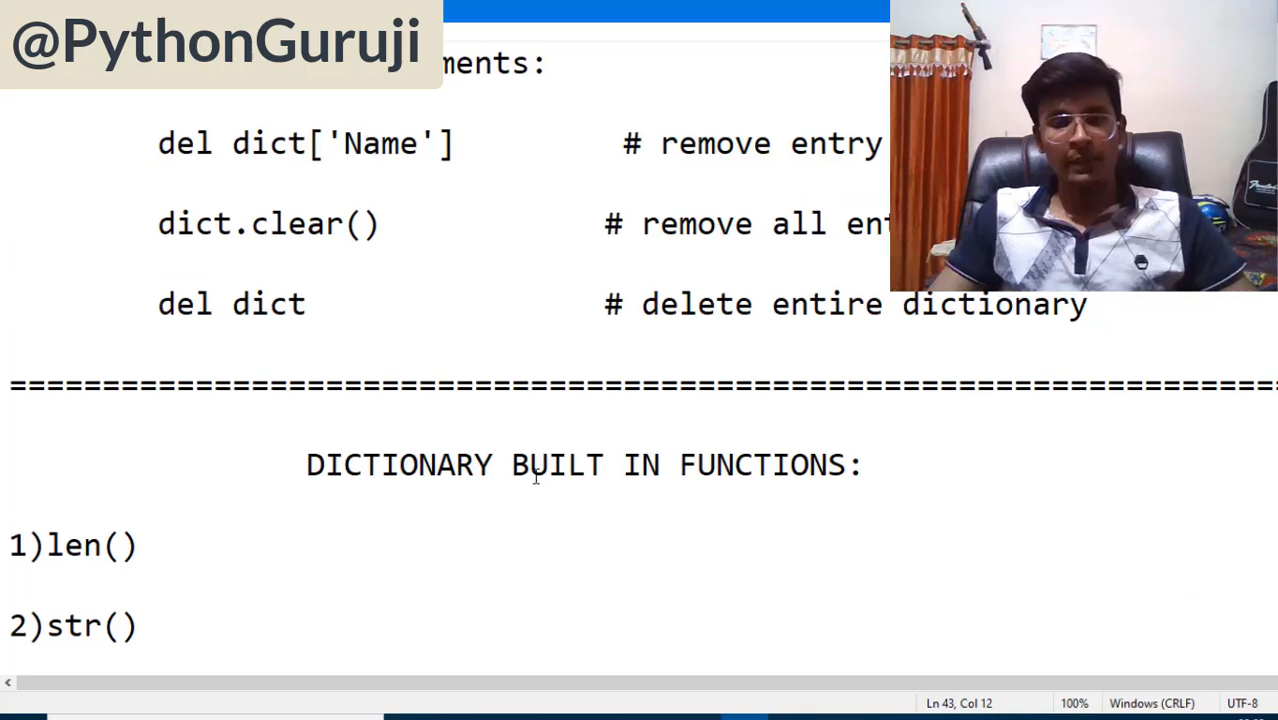 @PythonGuruji
ments:
del dict['Name'] # remove entry
dict.clear() # remove all ent
del dict # delete entire dictionary
=====================================================================
DICTIONARY BUILT IN FUNCTIONS:
1)len()
2)str()
Ln 43, Col 12 100% Windows (CRLF) UTF-8